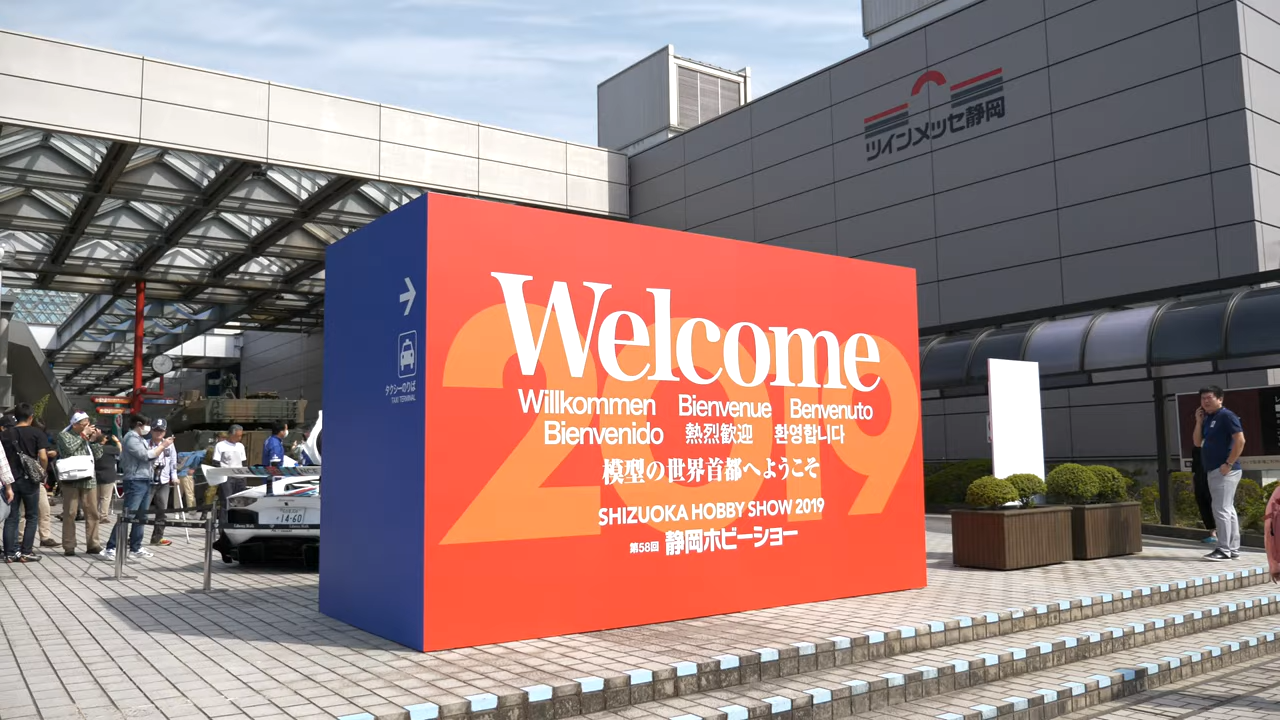 ツインメッセ静岡
2019
Welcome
Willkommen Bienvenue Benvenuto
Bienvenido 熱烈歓迎 환영합니다
模型の世界首都へようこそ
SHIZUOKA HOBBY SHOW 2019
第58回 静岡ホビーショー
タクシーのりば
TAXI TERMINAL
14-60